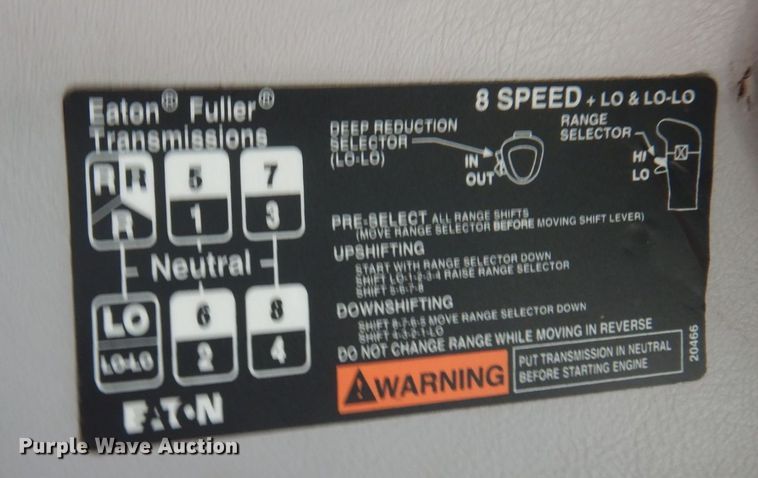 Eaton® Fuller®
Transmissions
8 SPEED + LO & LO-LO
DEEP REDUCTION
SELECTOR
(LO-LO)
IN
OUT
RANGE
SELECTOR
HI
LO
R R
R
5
1
7
3
Neutral
LO
LO-LO
6
2
8
4
EATON
PRE-SELECT ALL RANGE SHIFTS
(MOVE RANGE SELECTOR BEFORE MOVING SHIFT LEVER)
UPSHIFTING
START WITH RANGE SELECTOR DOWN
SHIFT LO-1-2-3-4 RAISE RANGE SELECTOR
SHIFT 5-6-7-8
DOWNSHIFTING
SHIFT 8-7-6-5 MOVE RANGE SELECTOR DOWN
SHIFT 4-3-2-1-LO
DO NOT CHANGE RANGE WHILE MOVING IN REVERSE
WARNING
PUT TRANSMISSION IN NEUTRAL
BEFORE STARTING ENGINE
20466
Purple Wave Auction